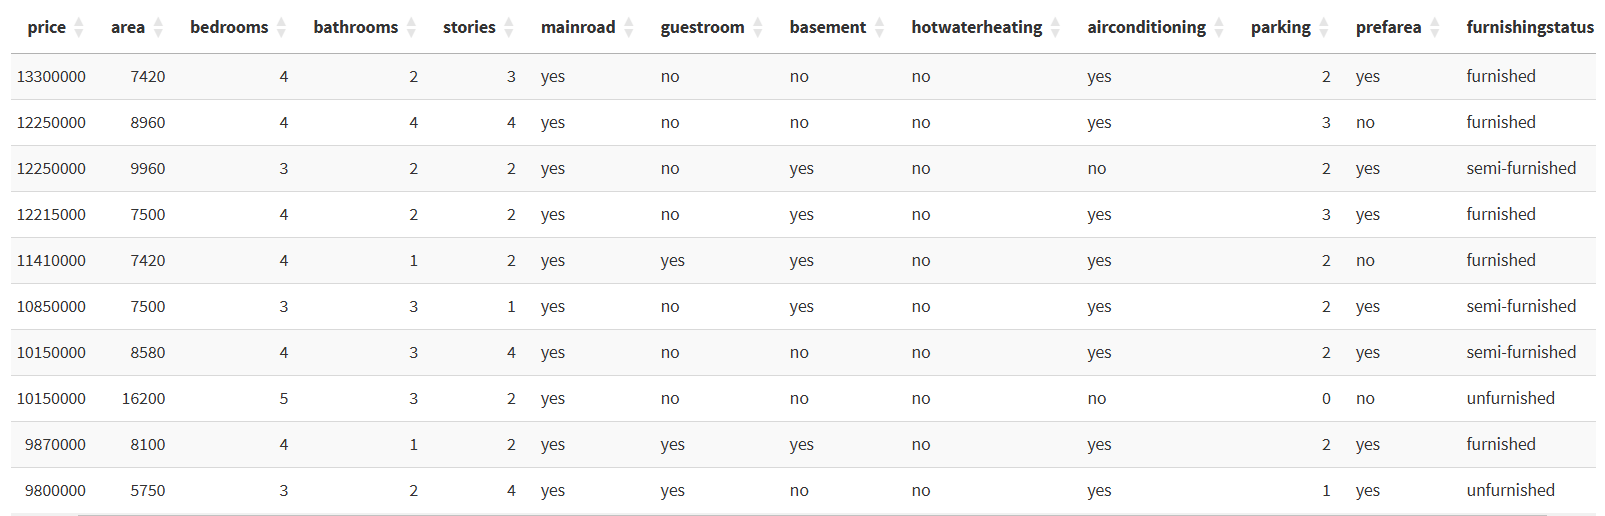 price area bedrooms bathrooms stories mainroad guestroom basement hotwaterheating airconditioning parking prefarea furnishingstatus
13300000 7420 4 2 3 yes no no no yes 2 yes furnished
12250000 8960 4 4 4 yes no no no yes 3 no furnished
12250000 9960 3 2 2 yes no yes no no 2 yes semi-furnished
12215000 7500 4 2 2 yes no yes no yes 3 yes furnished
11410000 7420 4 1 2 yes yes yes no yes 2 no furnished
10850000 7500 3 3 1 yes no yes no yes 2 yes semi-furnished
10150000 8580 4 3 4 yes no no no yes 2 yes semi-furnished
10150000 16200 5 3 2 yes no no no no 0 no unfurnished
9870000 8100 4 1 2 yes yes yes no yes 2 yes furnished
9800000 5750 3 2 4 yes yes no no yes 1 yes unfurnished